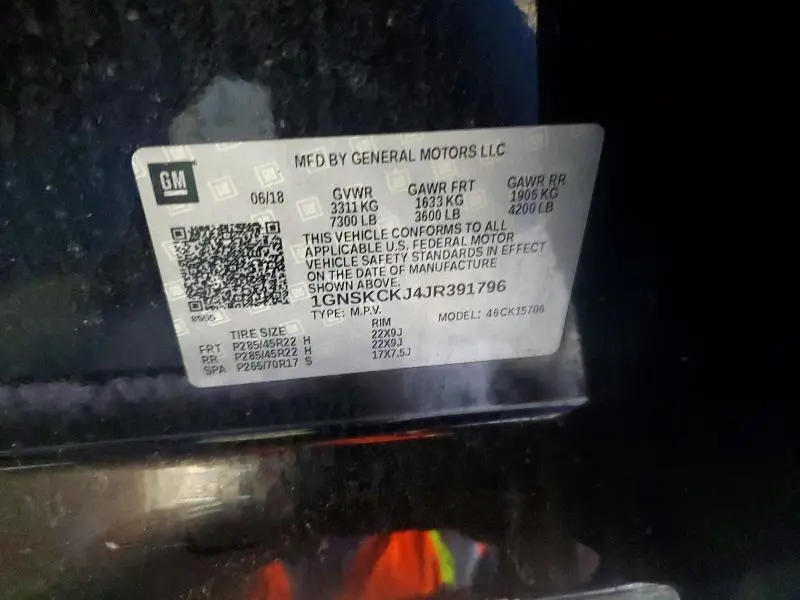 GM
MFD BY GENERAL MOTORS LLC
06/18 GVWR GAWR FRT GAWR RR
3311 KG 1633 KG 1905 KG
7300 LB 3600 LB 4200 LB
THIS VEHICLE CONFORMS TO ALL
APPLICABLE U.S. FEDERAL MOTOR
VEHICLE SAFETY STANDARDS IN EFFECT
ON THE DATE OF MANUFACTURE
SHOWN ABOVE.
1GNSKCKJ4JR391796
TYPE: M.P.V. MODEL: 46CK15706
TIRE SIZE RIM
FRT P285/45R22 H 22X9J
RR P285/45R22 H 22X9J
SPA P265/70R17 S 17X7.5J